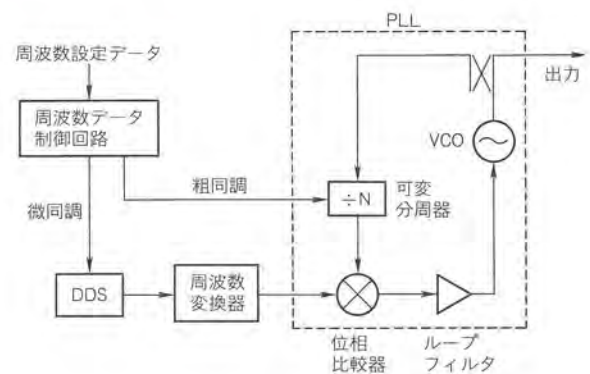 PLL
周波数設定データ
出力
周波数データ
制御回路
VCO
粗同調
÷N
可変
分周器
微同調
DDS
周波数
変換器
位相
比較器
ループ
フィルタ